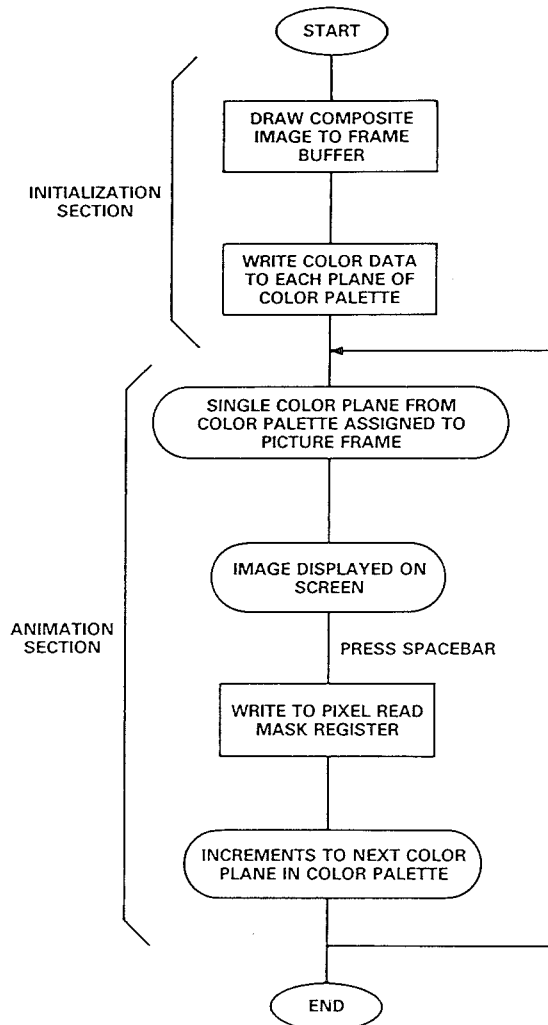 START
DRAW COMPOSITE
IMAGE TO FRAME
BUFFER
INITIALIZATION
SECTION
WRITE COLOR DATA
TO EACH PLANE OF
COLOR PALETTE
SINGLE COLOR PLANE FROM
COLOR PALETTE ASSIGNED TO
PICTURE FRAME
IMAGE DISPLAYED ON
SCREEN
ANIMATION
SECTION
PRESS SPACEBAR
WRITE TO PIXEL READ
MASK REGISTER
INCREMENTS TO NEXT COLOR
PLANE IN COLOR PALETTE
END